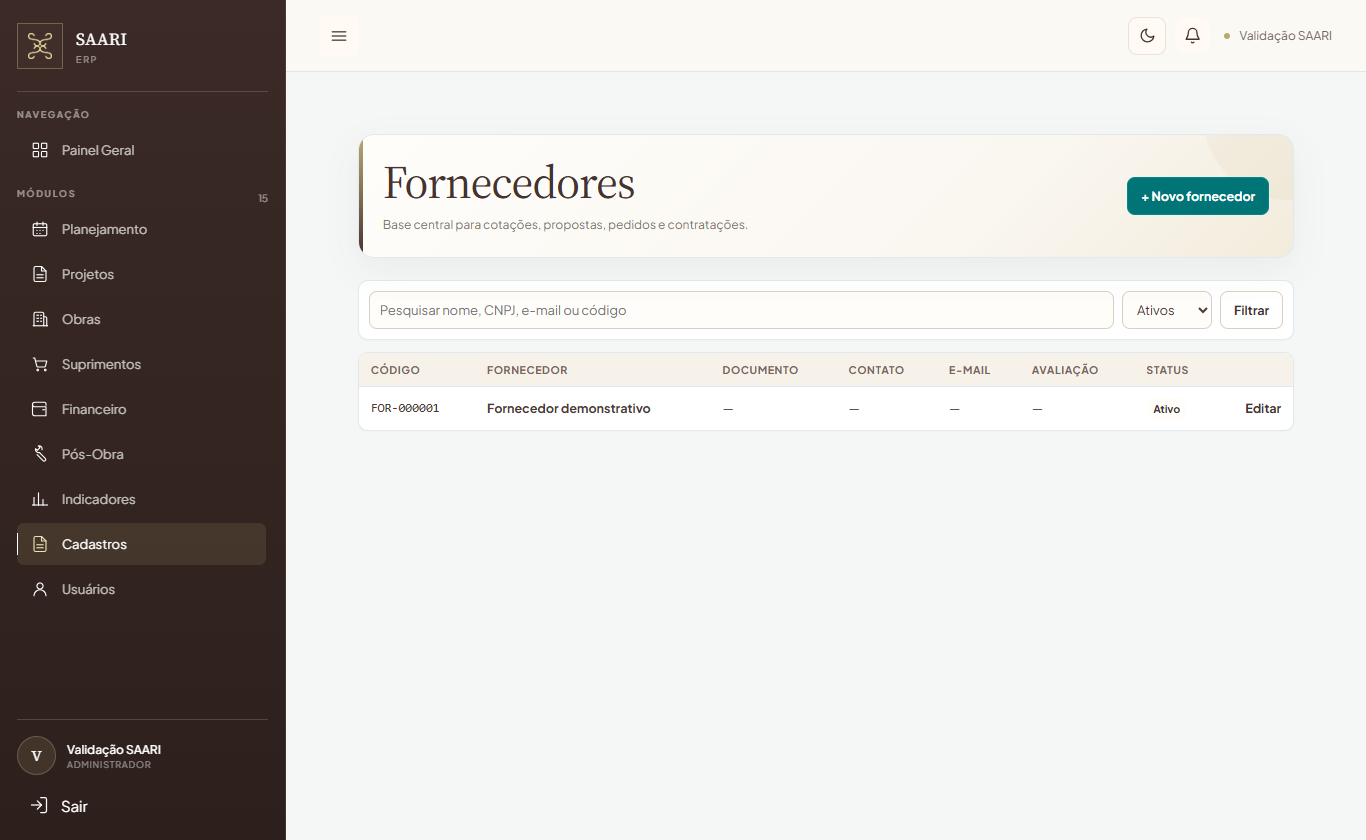 SAARI
ERP
NAVEGAÇÃO
Painel Geral
MÓDULOS 15
Planejamento
Projetos
Obras
Suprimentos
Financeiro
Pós-Obra
Indicadores
Cadastros
Usuários
V
Validação SAARI
ADMINISTRADOR
Sair
Validação SAARI
Fornecedores
Base central para cotações, propostas, pedidos e contratações.
+ Novo fornecedor
Pesquisar nome, CNPJ, e-mail ou código Ativos Filtrar
CÓDIGO FORNECEDOR DOCUMENTO CONTATO E-MAIL AVALIAÇÃO STATUS
FOR-000001 Fornecedor demonstrativo — — — — Ativo Editar